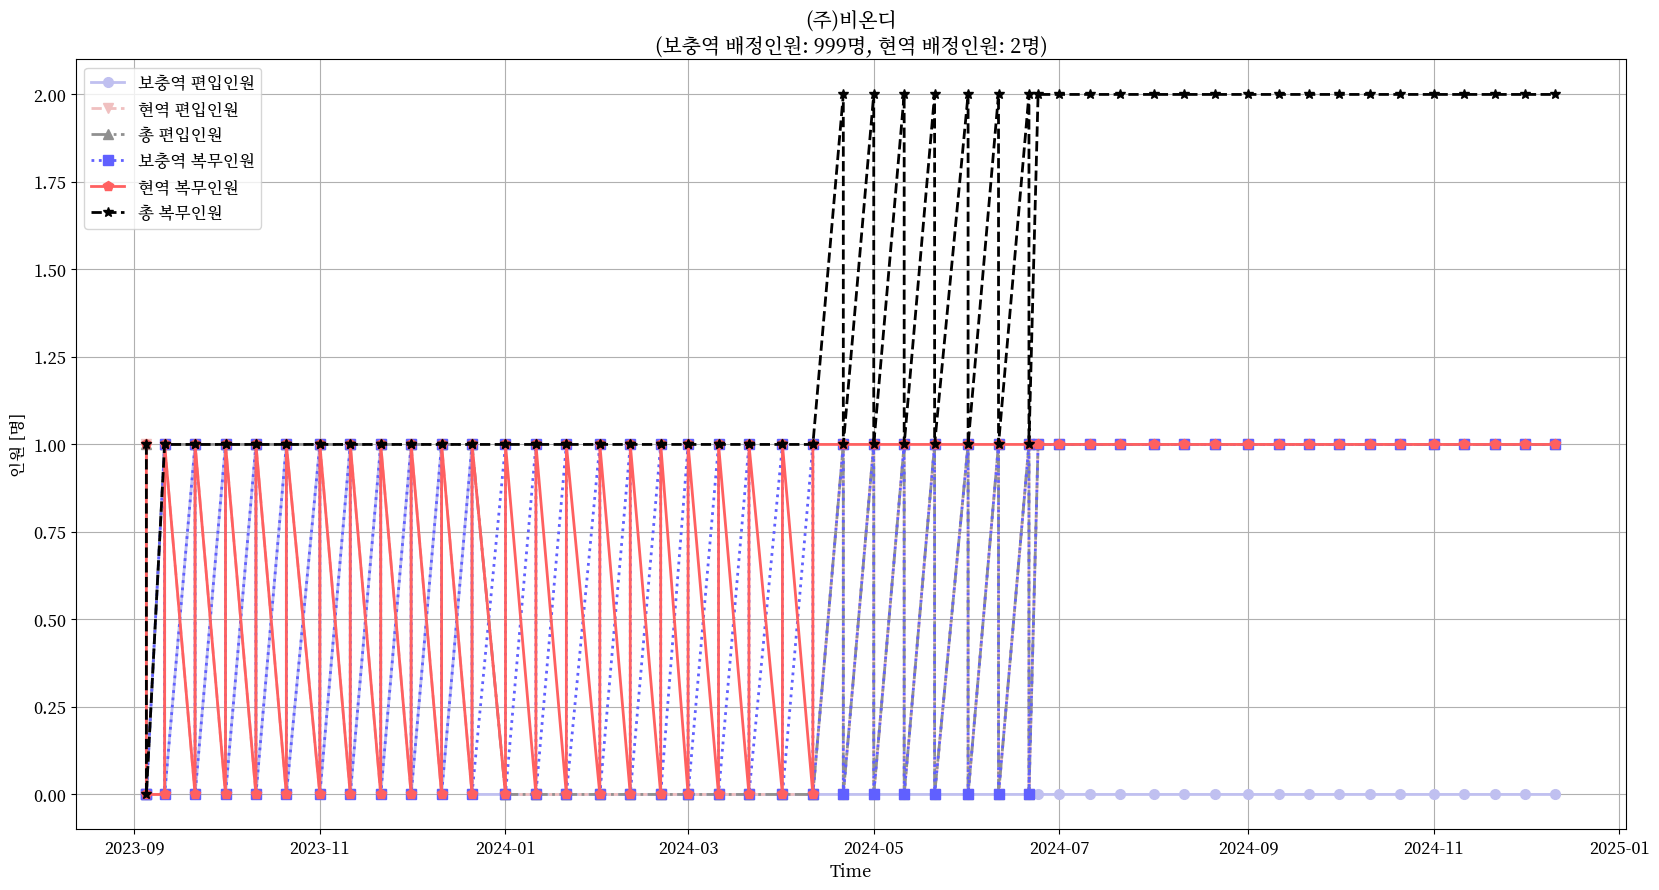 (주)비온디
(보충역 배정인원: 999명, 현역 배정인원: 2명)
보충역 편입인원
현역 편입인원
총 편입인원
보충역 복무인원
현역 복무인원
총 복무인원
인원 [명]
2.00
1.75
1.50
1.25
1.00
0.75
0.50
0.25
0.00
2023-09
2023-11
2024-01
2024-03
2024-05
2024-07
2024-09
2024-11
2025-01
Time